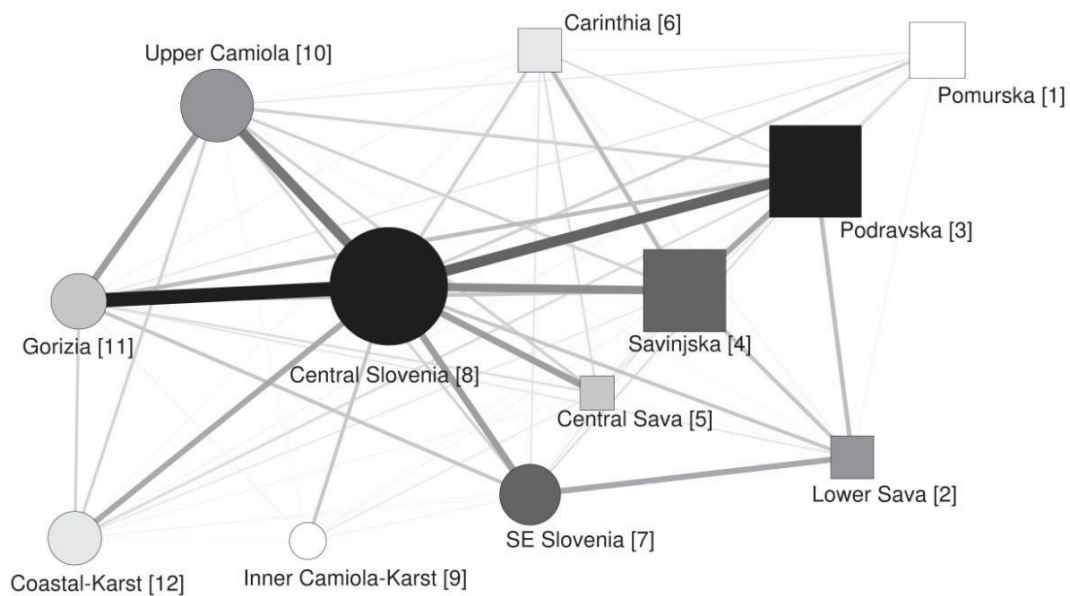 Carinthia [6]
Upper Camiola [10]
Pomurska [1]
Podravska [3]
Gorizia [11]
Savinjska [4]
Central Slovenia [8]
Central Sava [5]
Lower Sava [2]
SE Slovenia [7]
Coastal-Karst [12]
Inner Camiola-Karst [9]